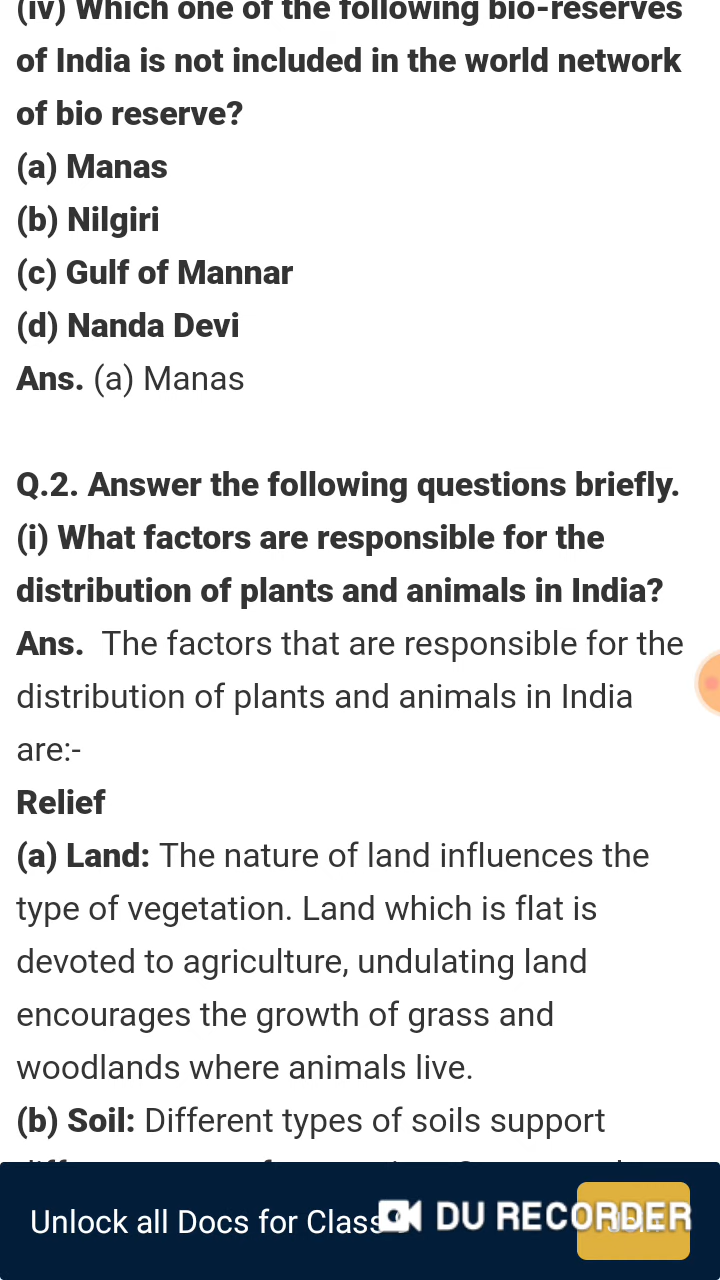 (iv) Which one of the following bio-reserves
of India is not included in the world network
of bio reserve?
(a) Manas
(b) Nilgiri
(c) Gulf of Mannar
(d) Nanda Devi
Ans. (a) Manas
Q.2. Answer the following questions briefly.
(i) What factors are responsible for the
distribution of plants and animals in India?
Ans. The factors that are responsible for the
distribution of plants and animals in India
are:-
Relief
(a) Land: The nature of land influences the
type of vegetation. Land which is flat is
devoted to agriculture, undulating land
encourages the growth of grass and
woodlands where animals live.
(b) Soil: Different types of soils support
Unlock all Docs for Class
DU RECORDER